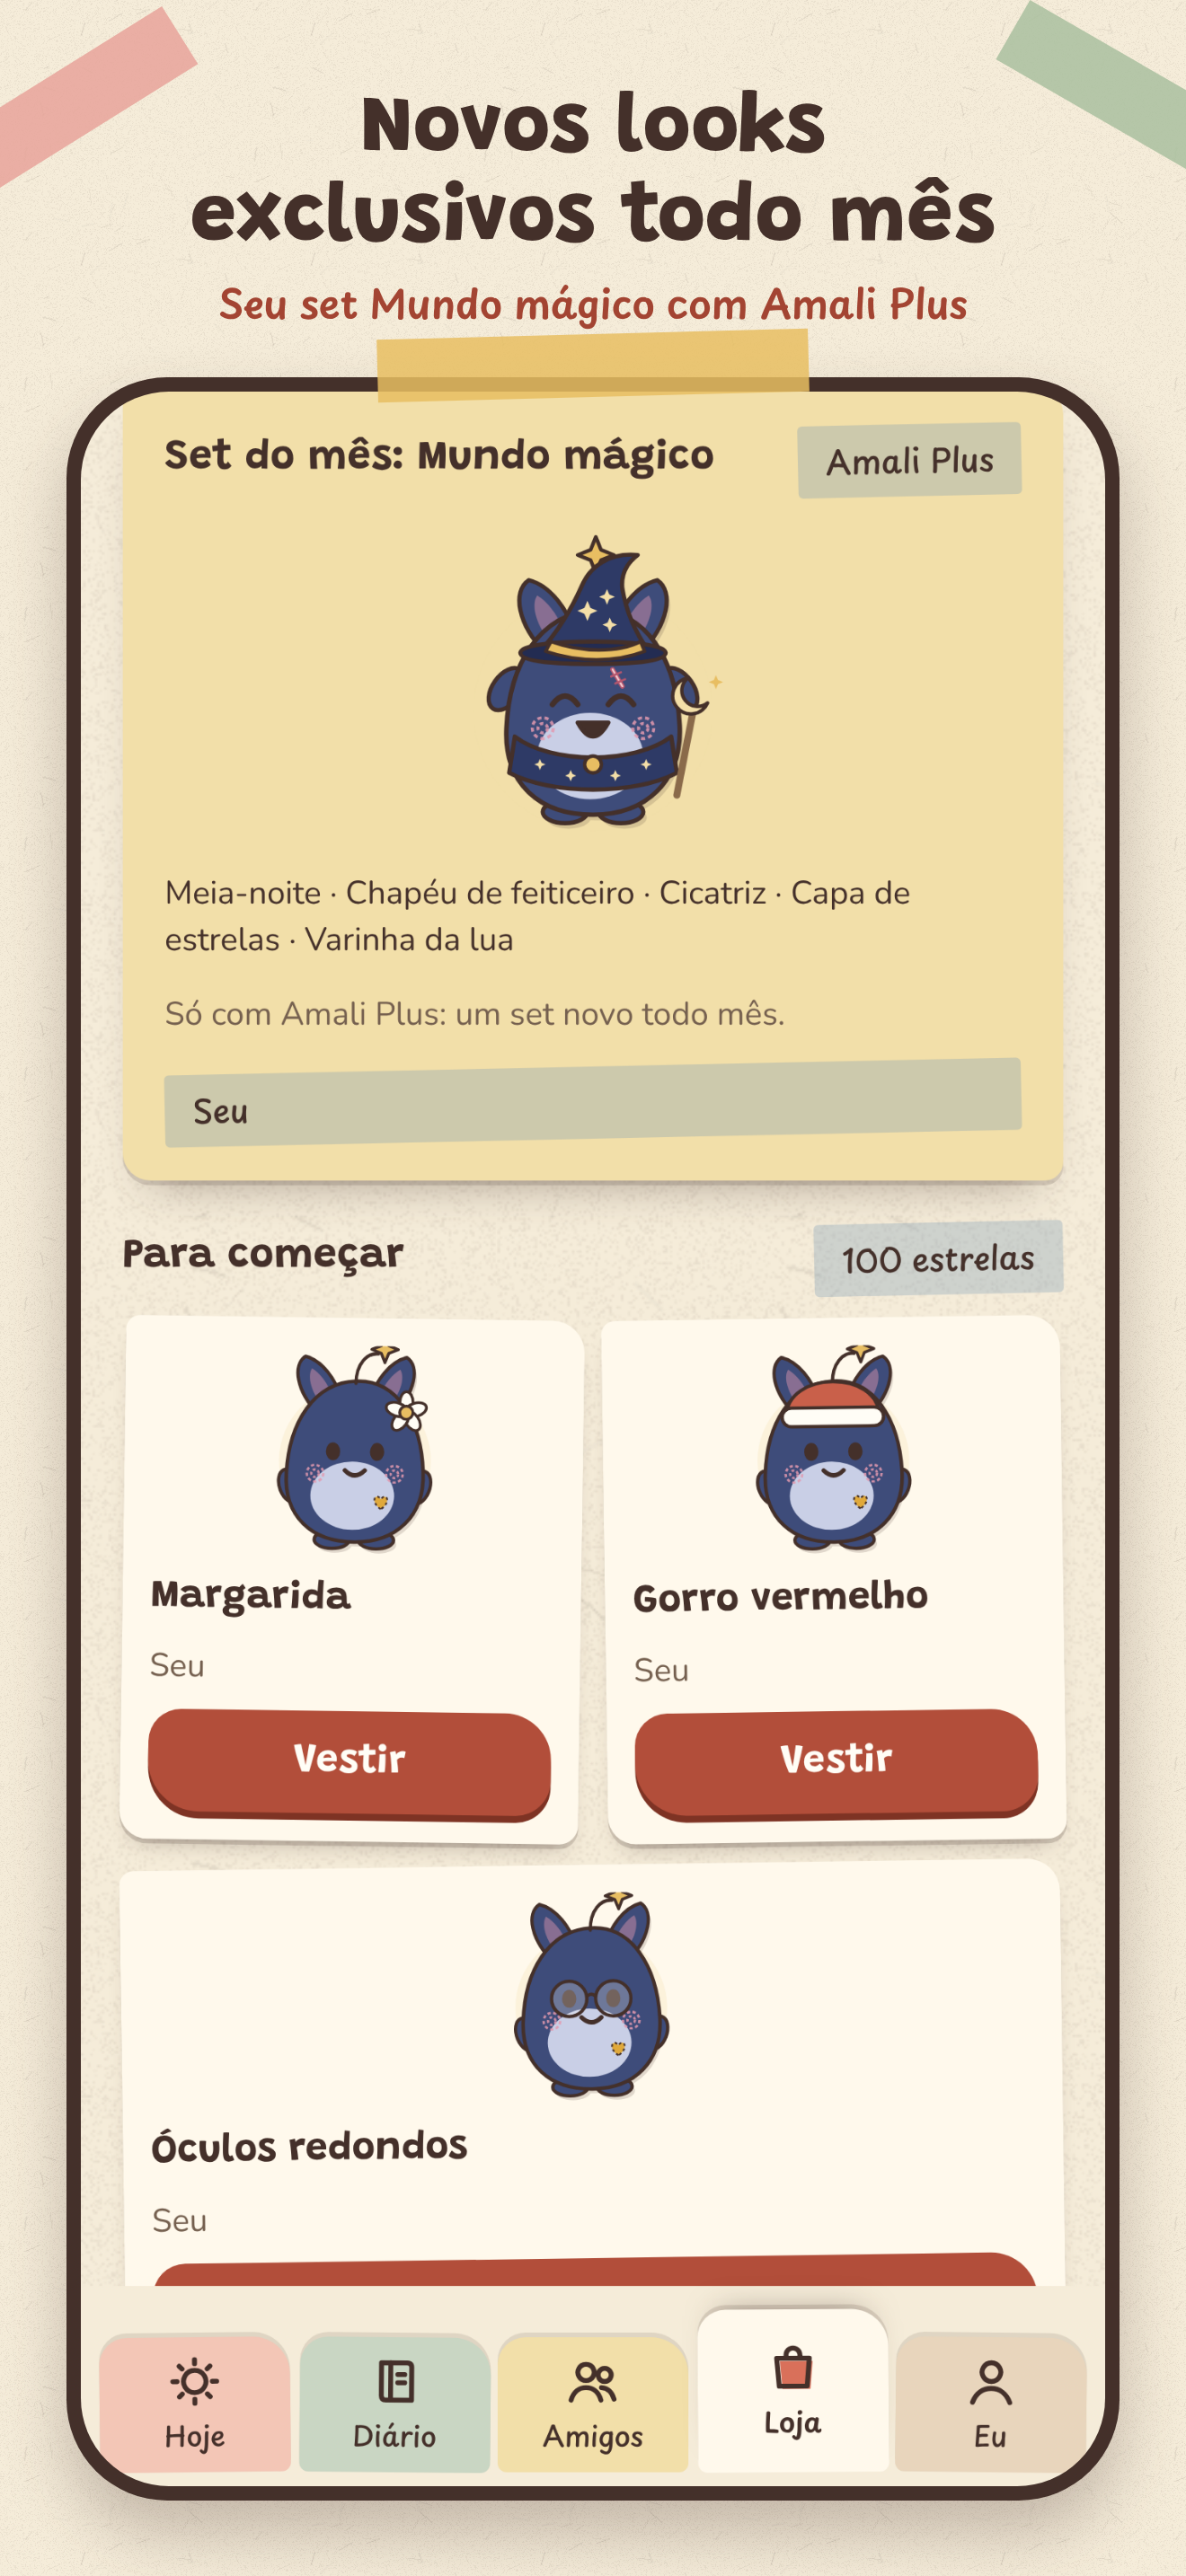 Novos looks
exclusivos todo mês
Seu set Mundo mágico com Amali Plus
Set do mês: Mundo mágico
Amali Plus
Meia-noite · Chapéu de feiticeiro · Cicatriz · Capa de
estrelas · Varinha da lua
Só com Amali Plus: um set novo todo mês.
Seu
Para começar
100 estrelas
Margarida
Gorro vermelho
Seu
Seu
Vestir
Vestir
Óculos redondos
Seu
Hoje
Diário
Amigos
Loja
Eu